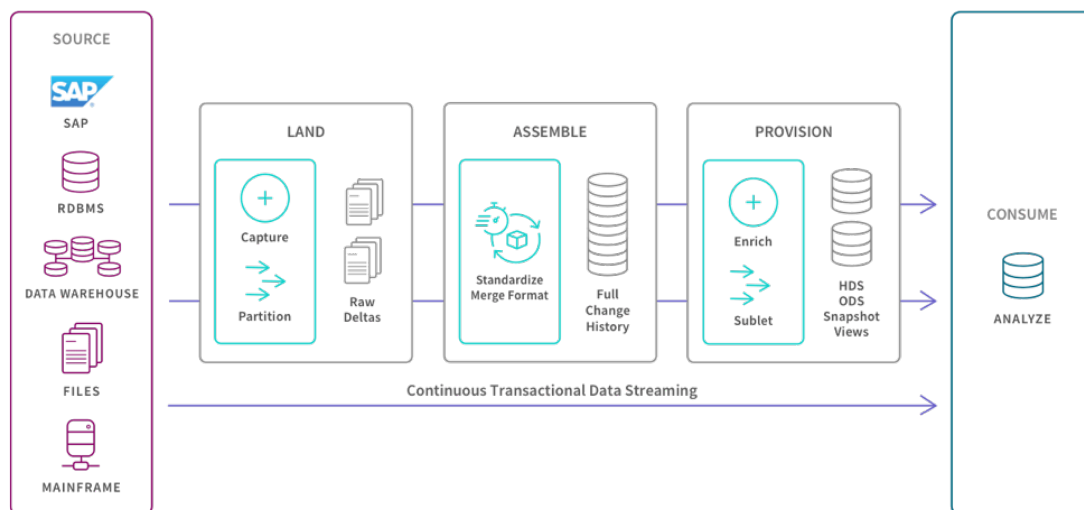 SOURCE
SAP
SAP
RDBMS
DATA WAREHOUSE
FILES
MAINFRAME
LAND
Capture
Partition
Raw
Deltas
ASSEMBLE
Standardize
Merge Format
Full
Change
History
PROVISION
Enrich
Sublet
HDS
ODS
Snapshot
Views
Continuous Transactional Data Streaming
CONSUME
ANALYZE